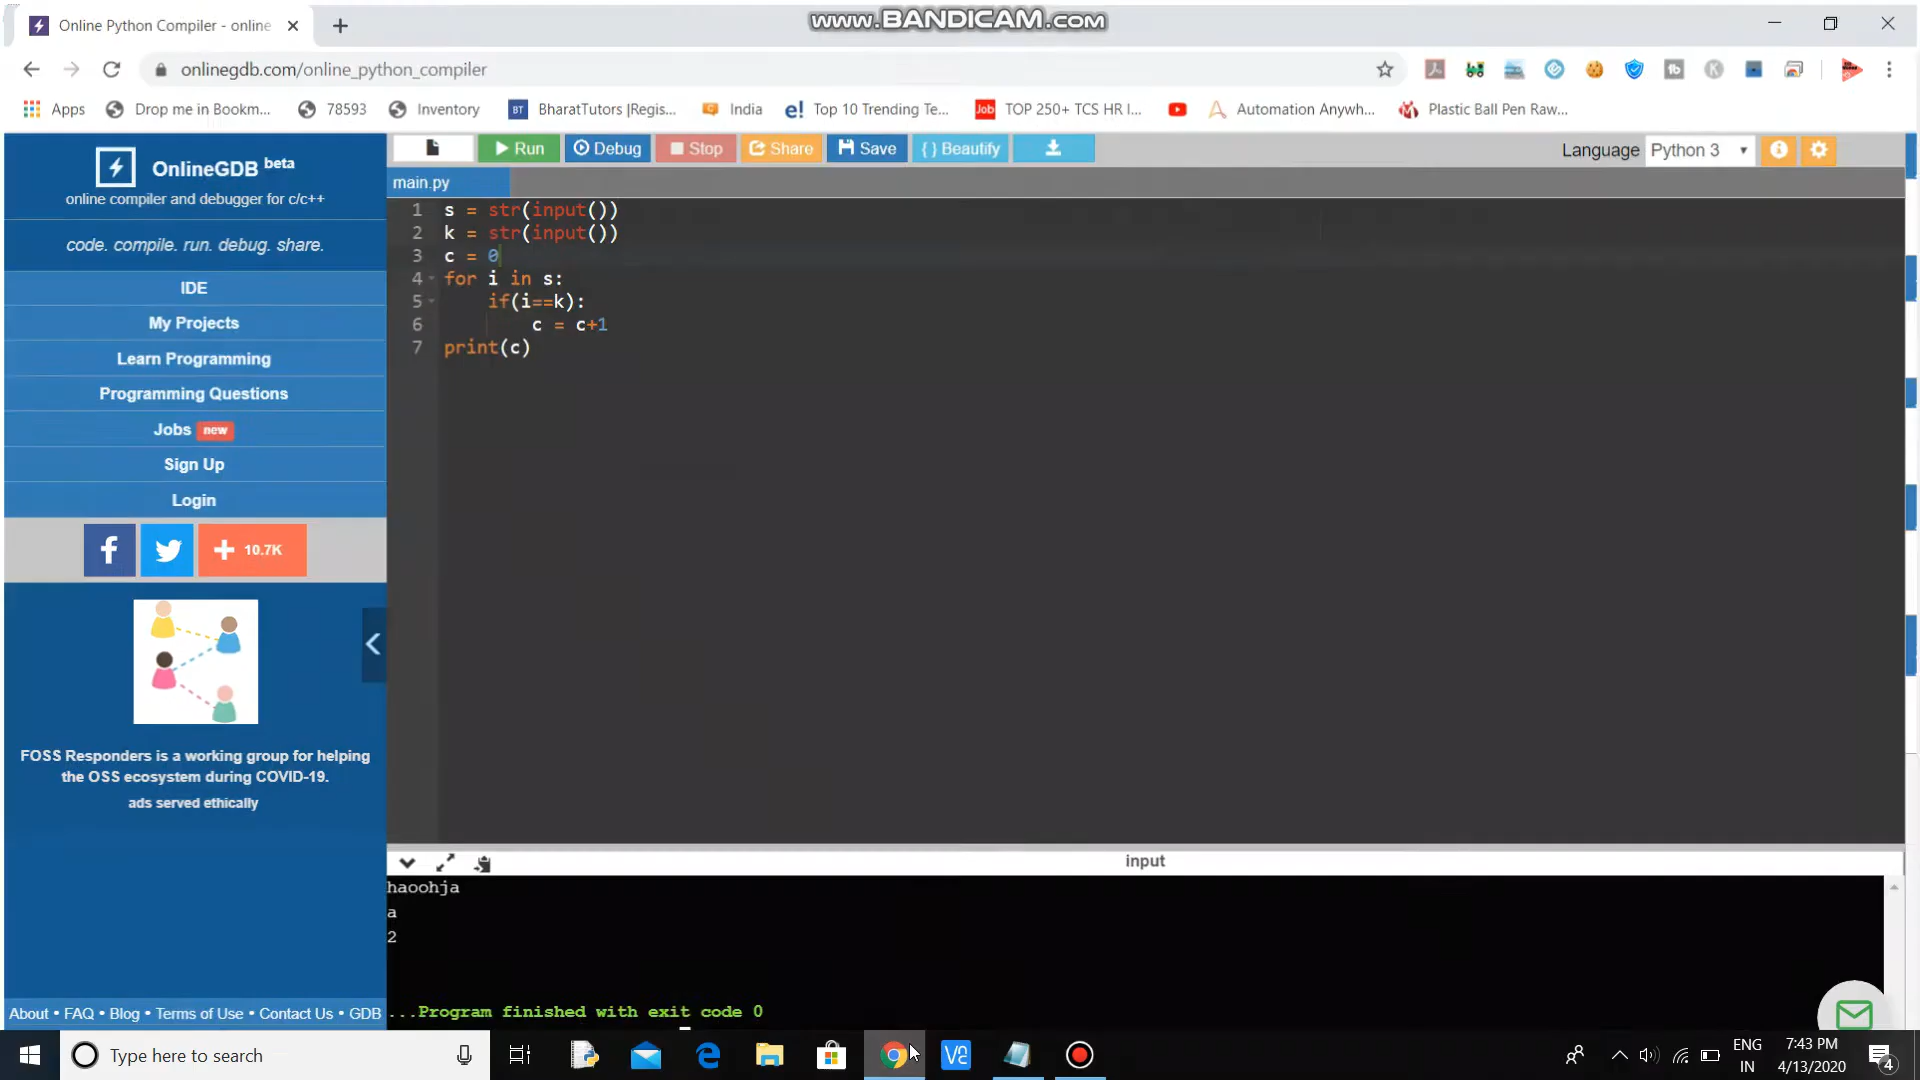 Online Python Compiler - online
www.BANDICAM.com
onlinegdb.com/online_python_compiler
Apps
Drop me in Bookm...
78593
Inventory
BT
BharatTutors |Regis...
India
e!
Top 10 Trending Te...
Job
TOP 250+ TCS HR I...
Automation Anywh...
Plastic Ball Pen Raw...
OnlineGDB beta
online compiler and debugger for c/c++
code. compile. run. debug. share.
IDE
My Projects
Learn Programming
Programming Questions
Jobs new
Sign Up
Login
10.7K
FOSS Responders is a working group for helping
the OSS ecosystem during COVID-19.
ads served ethically
About • FAQ • Blog • Terms of Use • Contact Us • GDB
Run
Debug
Stop
Share
Save
{ } Beautify
Language Python 3
main.py
1 s = str(input())
2 k = str(input())
3 c = 0
4 for i in s:
5 if(i==k):
6 c = c+1
7 print(c)
input
haoohja
a
2
...Program finished with exit code 0
Type here to search
V2
ENG
IN
7:43 PM
4/13/2020
4